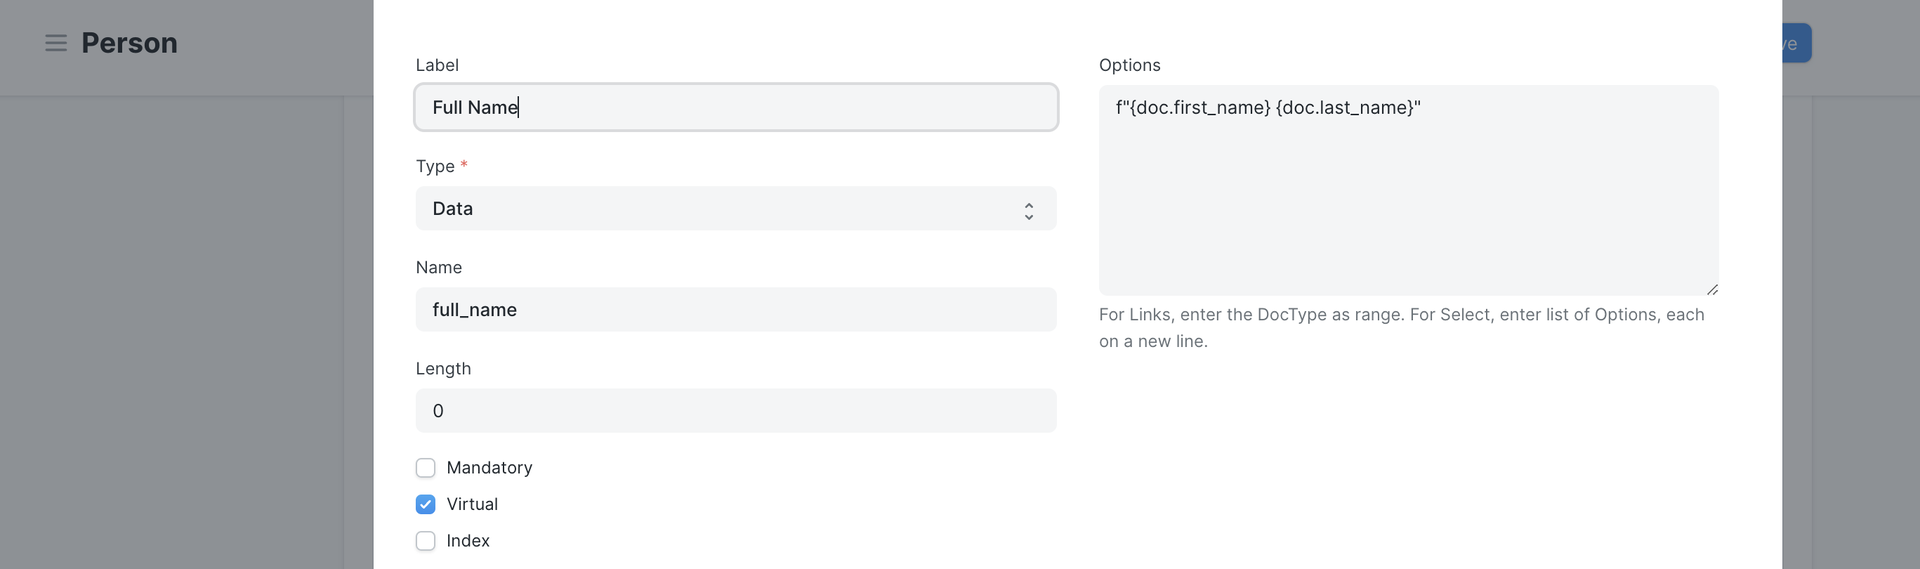 Person
ve
Label
Full Name
Type *
Data
Name
full_name
Length
0
Mandatory
Virtual
Index
Options
f"{doc.first_name} {doc.last_name}"
For Links, enter the DocType as range. For Select, enter list of Options, each
on a new line.